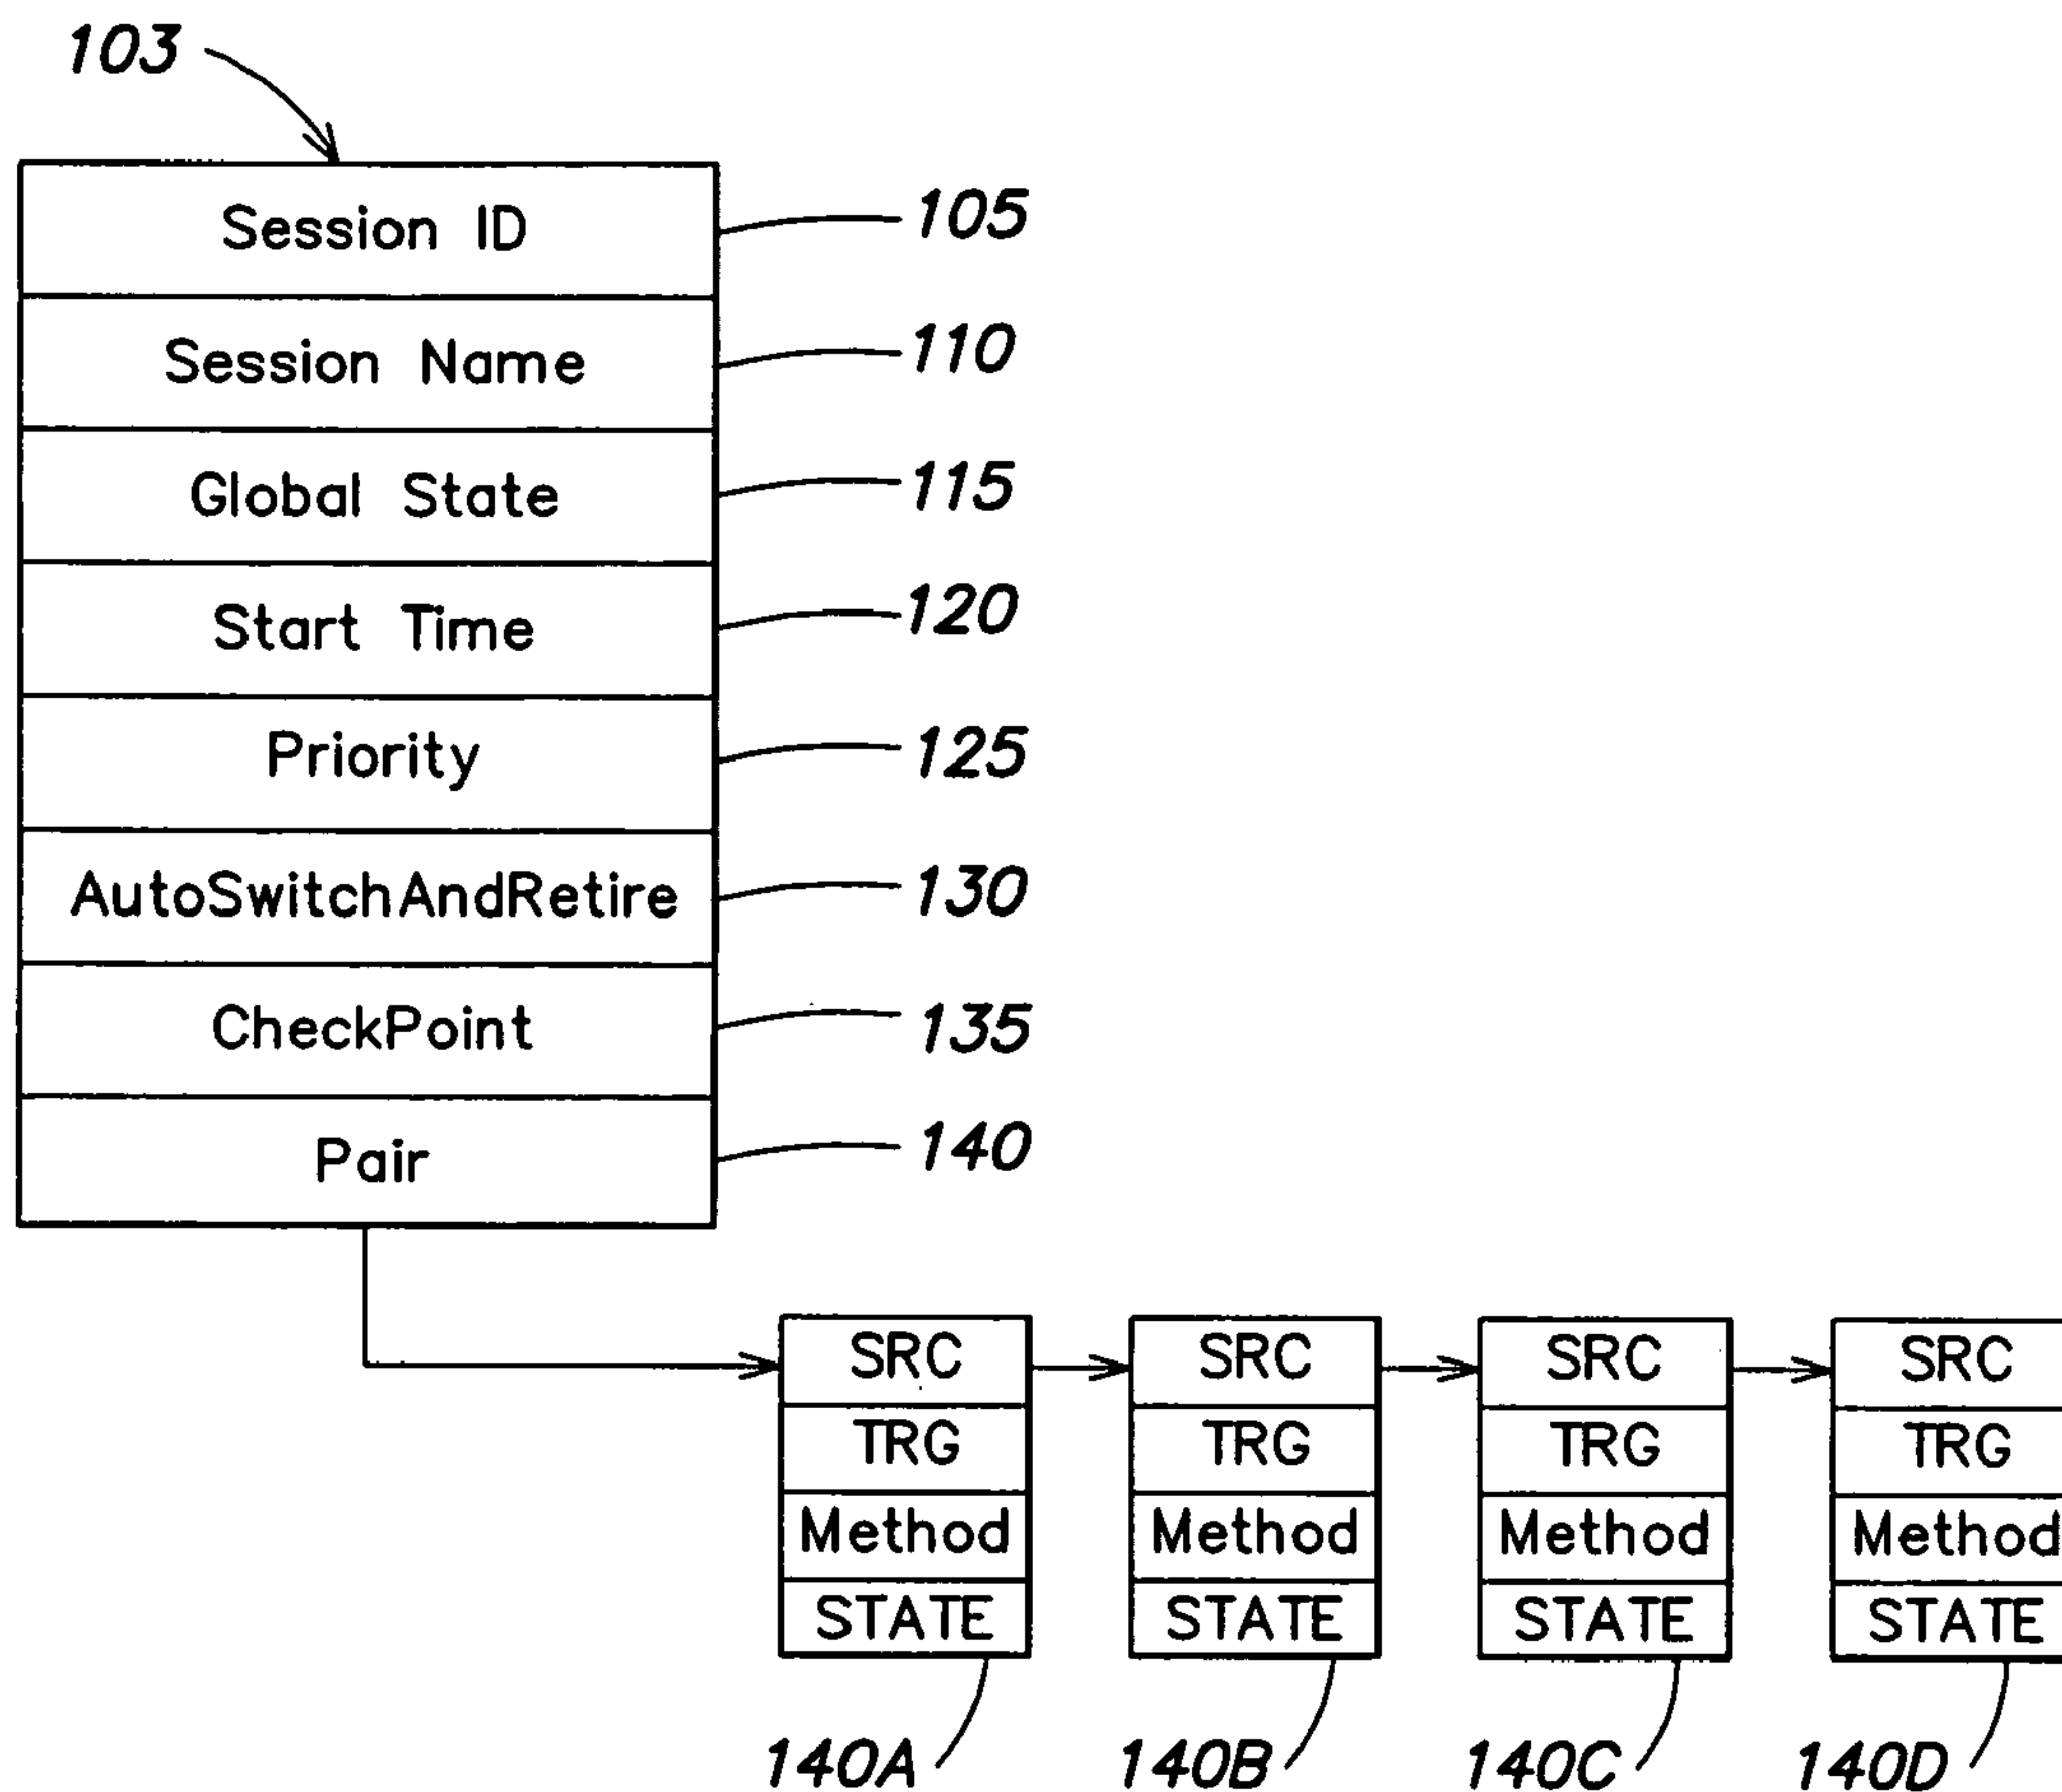 103
Session ID 105
Session Name 110
Global State 115
Start Time 120
Priority 125
AutoSwitchAndRetire 130
CheckPoint 135
Pair 140
SRC SRC SRC SRC
TRG TRG TRG TRG
Method Method Method Method
STATE STATE STATE STATE
140A 140B 140C 140D